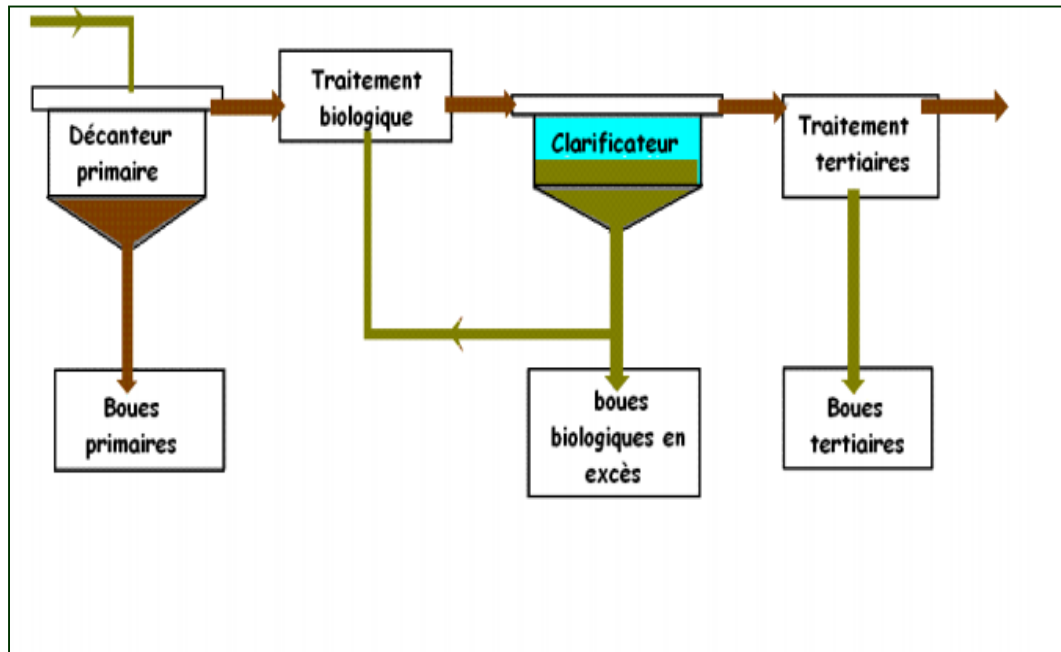 Décanteur
primaire
Traitement
biologique
Clarificateur
Traitement
tertiaires
Boues
primaires
boues
biologiques en
excès
Boues
tertiaires